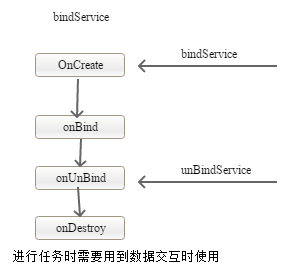 bindService
OnCreate
bindService
onBind
onUnBind
unBindService
onDestroy
进行任务时需要用到数据交互时使用